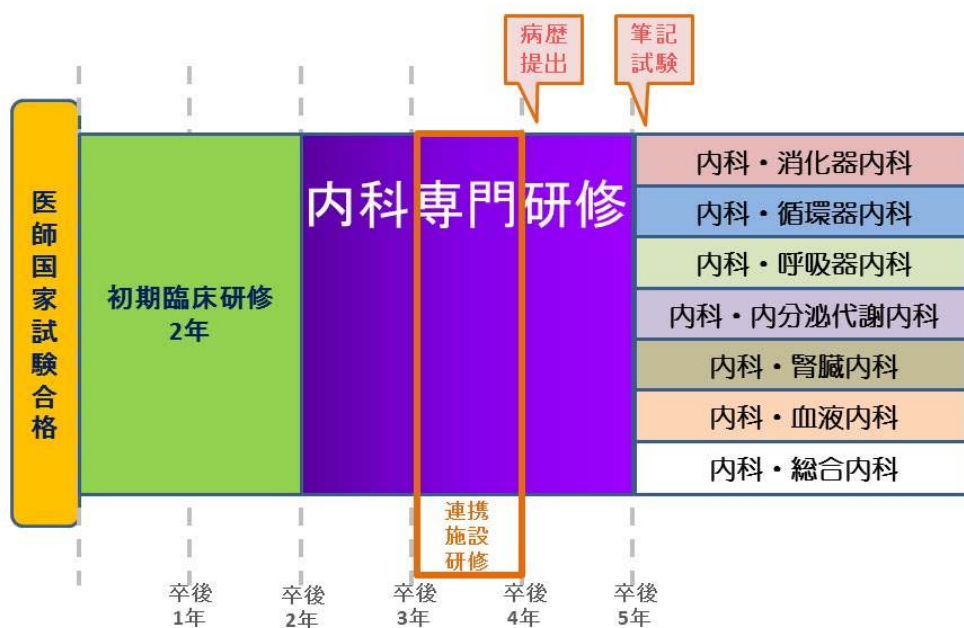 病歴
提出
筆記
試験
医師国家試験合格
初期臨床研修
2年
内科専門研修
内科・消化器内科
内科・循環器内科
内科・呼吸器内科
内科・内分泌代謝内科
内科・腎臓内科
内科・血液内科
内科・総合内科
連携
施設
研修
卒後
1年
卒後
2年
卒後
3年
卒後
4年
卒後
5年